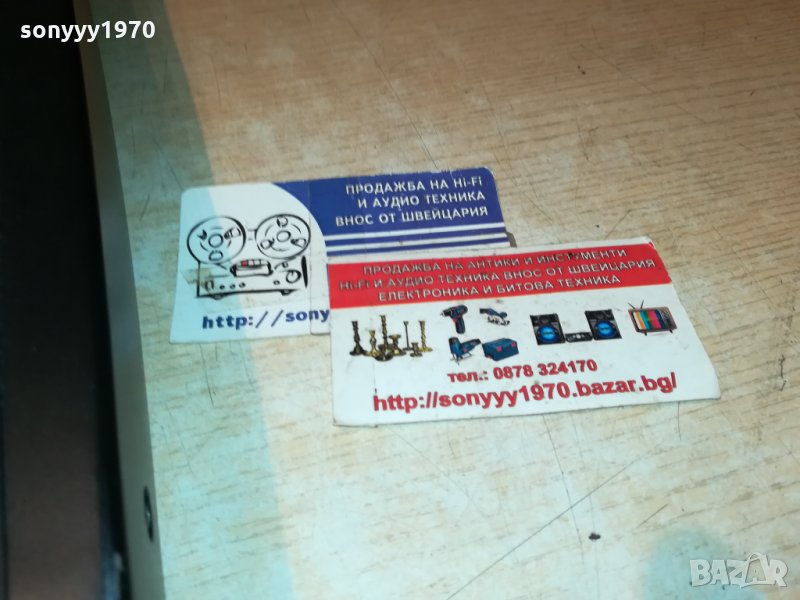 sonyyy1970
ПРОДАЖБА НА Hi-Fi
И АУДИО ТЕХНИКА
ВНОС ОТ ШВЕЙЦАРИЯ
http://sony
ПРОДАЖБА НА АНТИКИ И ИНСТРУМЕНТИ
Hi-Fi И АУДИО ТЕХНИКА ВНОС ОТ ШВЕЙЦАРИЯ
ЕЛЕКТРОНИКА И БИТОВА ТЕХНИКА
тел.: 0878 324170
http://sonyyy1970.bazar.bg/
BAZAR